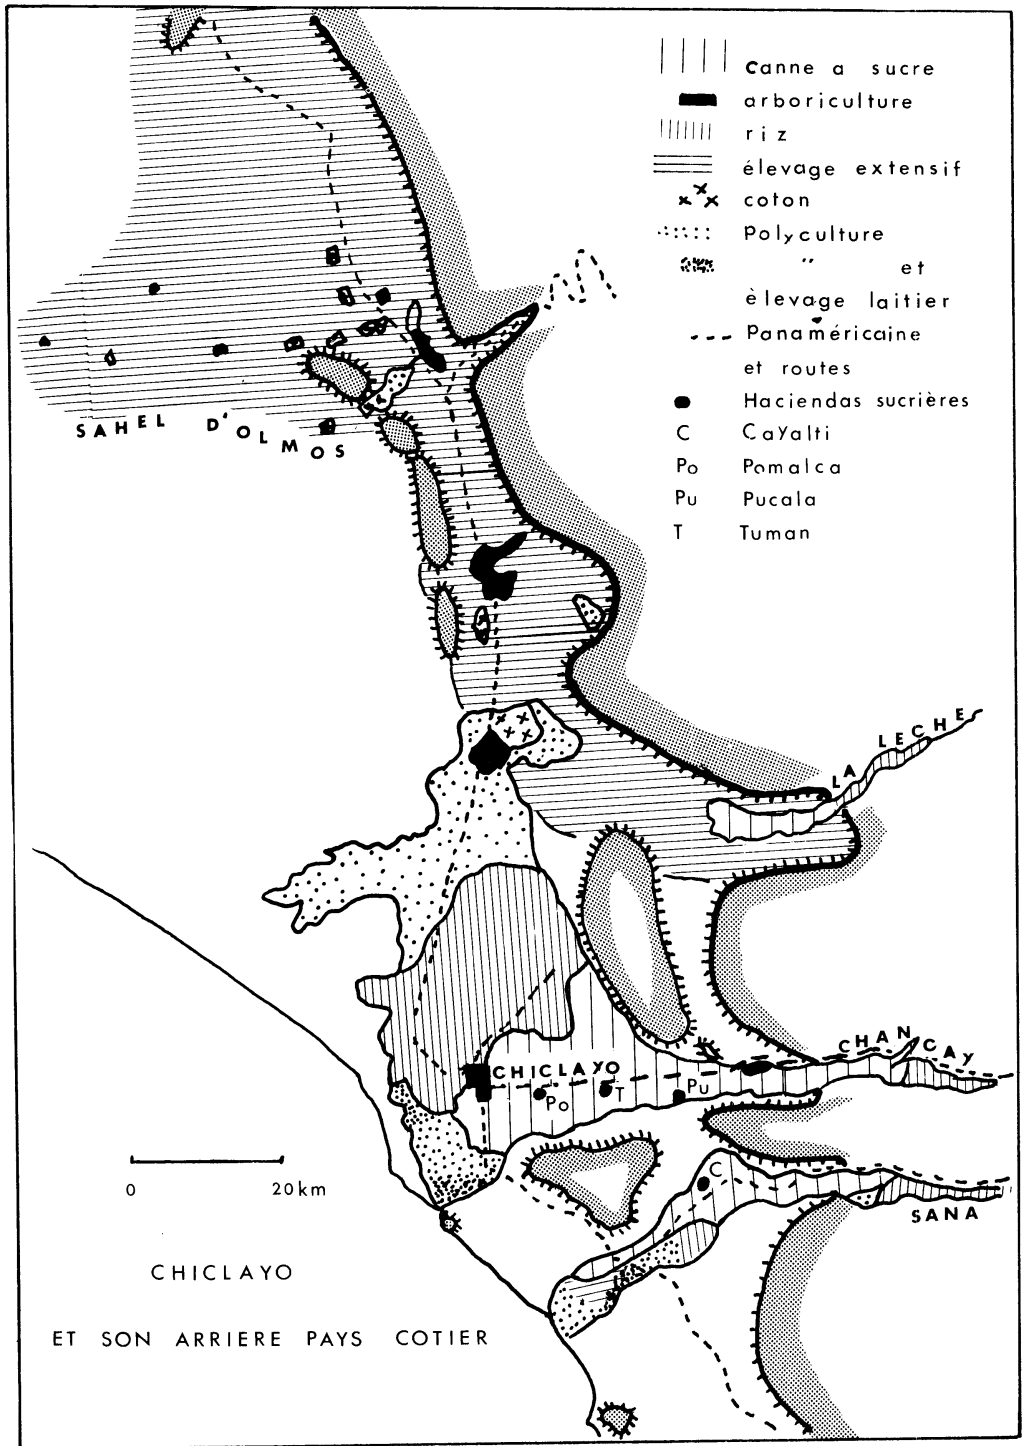 Canne a sucre
arboriculture
riz
élevage extensif
coton
Polyculture
" et
èlevage laitier
Panaméricaine
et routes
Haciendas sucrières
C Cayalti
Po Pomalca
Pu Pucala
T Tuman
SAHEL D'OLMOS
LA LECHE
CHANCAY
CHICLAYO
Po
T
Pu
C
SANA
0 20km
CHICLAYO
ET SON ARRIERE PAYS COTIER